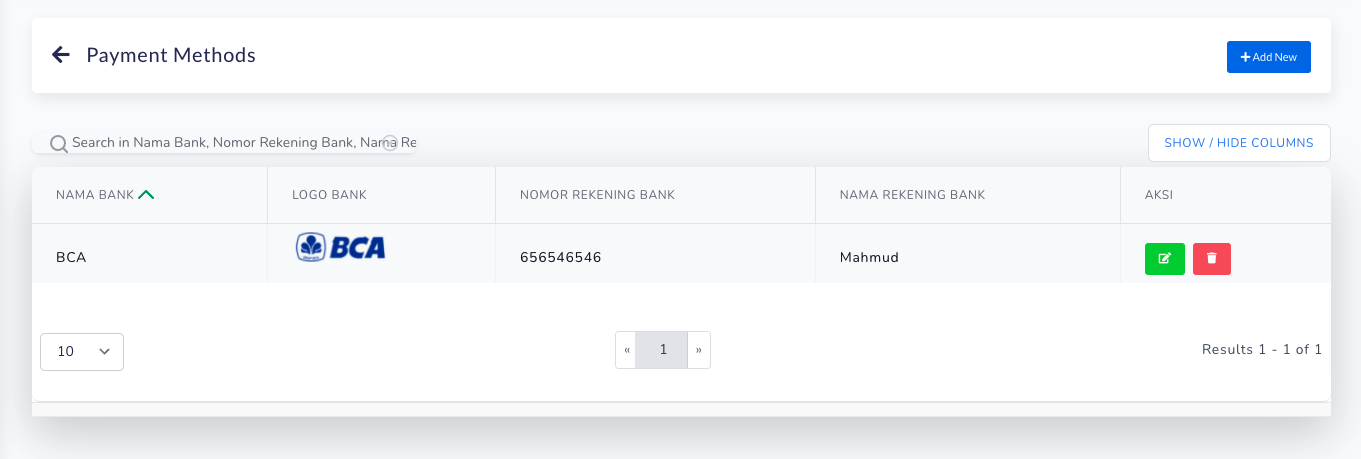 Payment Methods
Add New
Search in Nama Bank, Nomor Rekening Bank, Nama Re
SHOW / HIDE COLUMNS
NAMA BANK LOGO BANK NOMOR REKENING BANK NAMA REKENING BANK AKSI
BCA BCA 656546546 Mahmud
10 « 1 » Results 1 - 1 of 1